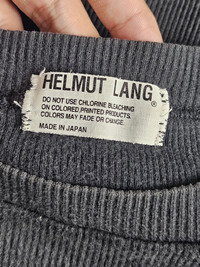 HELMUT LANG
®
DO NOT USE CHLORINE BLEACHING
ON COLORED,PRINTED PRODUCTS.
COLORS MAY FADE OR CHANGE.
MADE IN JAPAN